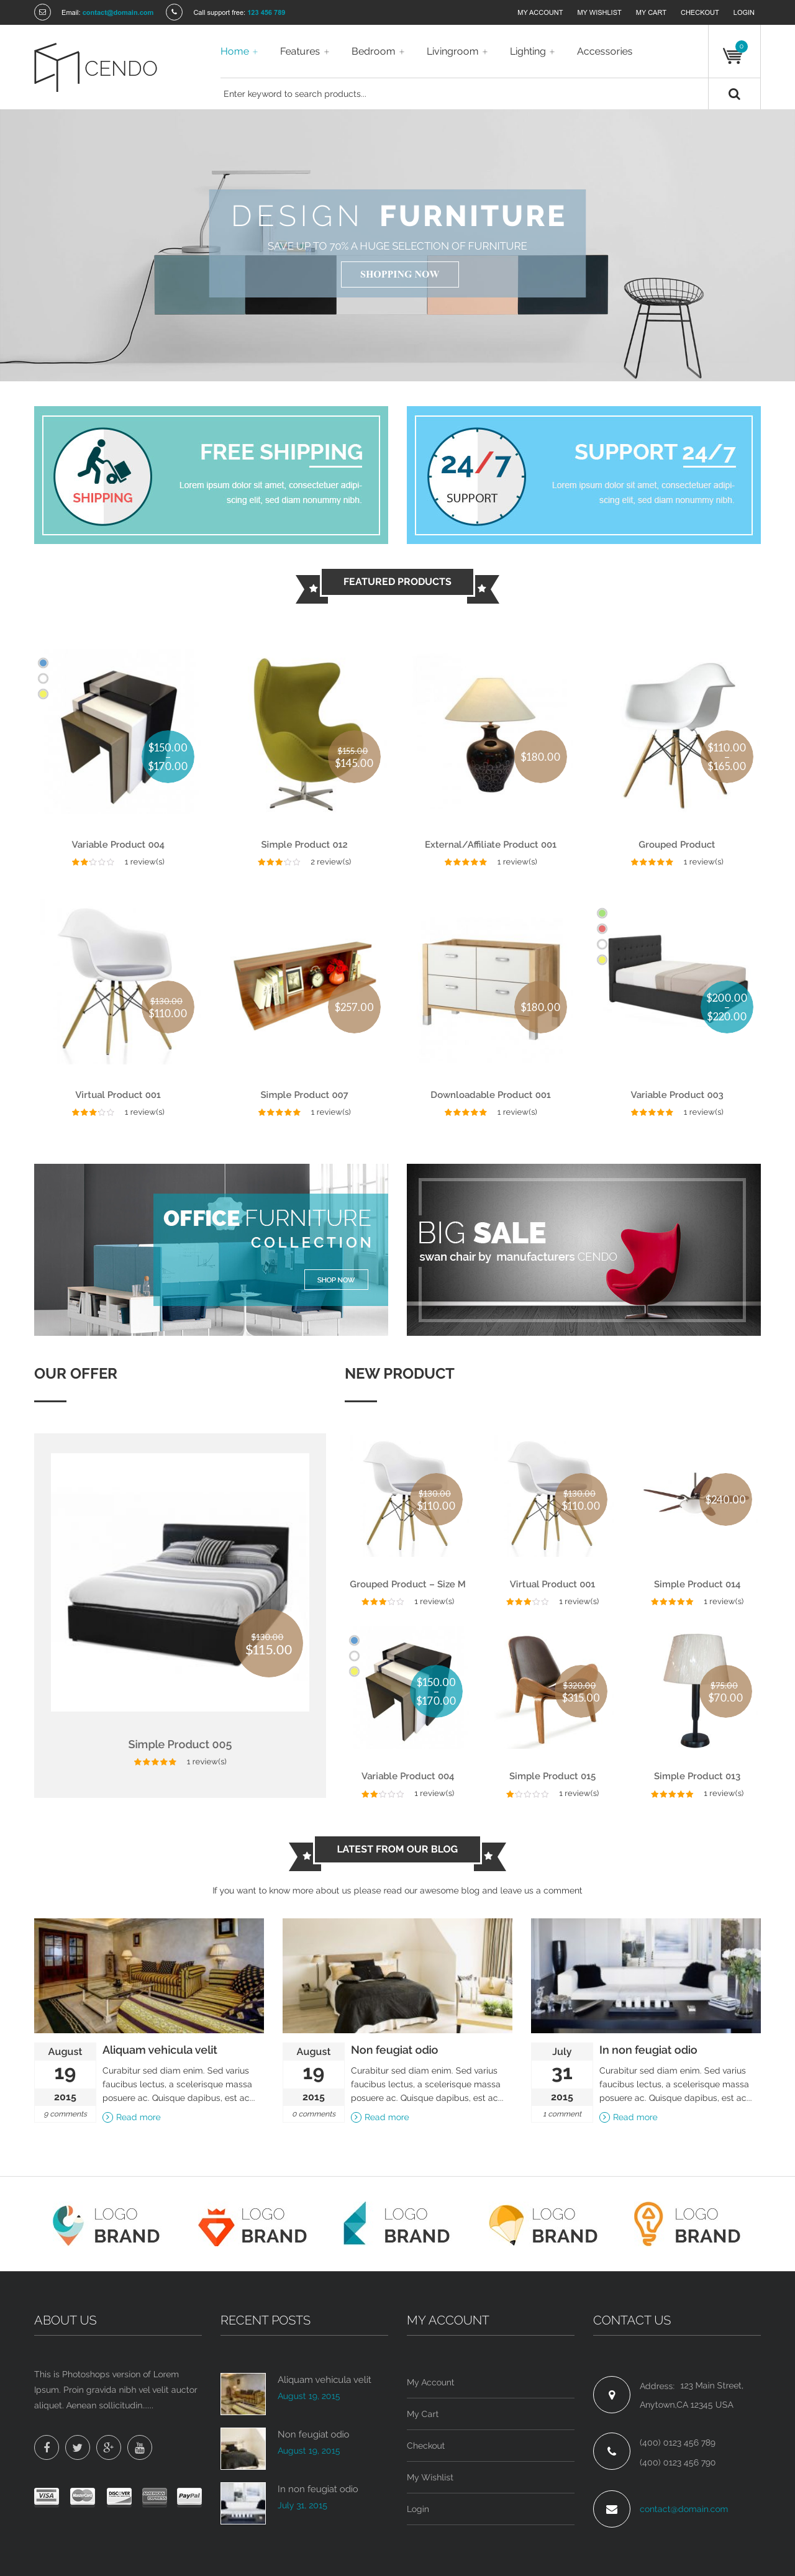 Email: contact@domain.com
Call support free: 123 456 789
MY ACCOUNT
MY WISHLIST
MY CART
CHECKOUT
LOGIN
CENDO
Home +
Features +
Bedroom +
Livingroom +
Lighting +
Accessories
0
Enter keyword to search products...
DESIGN FURNITURE
SAVE UP TO 70% A HUGE SELECTION OF FURNITURE
SHOPPING NOW
SHIPPING
FREE SHIPPING
Lorem ipsum dolor sit amet, consectetuer adipi-
scing elit, sed diam nonummy nibh.
24/7
SUPPORT
SUPPORT 24/7
Lorem ipsum dolor sit amet, consectetuer adipi-
scing elit, sed diam nonummy nibh.
FEATURED PRODUCTS
$150.00
–
$170.00
$155.00
$145.00
$180.00
$110.00
–
$165.00
Variable Product 004
1 review(s)
Simple Product 012
2 review(s)
External/Affiliate Product 001
1 review(s)
Grouped Product
1 review(s)
$130.00
$110.00
$257.00
$180.00
$200.00
–
$220.00
Virtual Product 001
1 review(s)
Simple Product 007
1 review(s)
Downloadable Product 001
1 review(s)
Variable Product 003
1 review(s)
OFFICE FURNITURE
COLLECTION
SHOP NOW
BIG SALE
swan chair by manufacturers CENDO
OUR OFFER
$130.00
$115.00
Simple Product 005
1 review(s)
NEW PRODUCT
$130.00
$110.00
$130.00
$110.00
$240.00
Grouped Product – Size M
1 review(s)
Virtual Product 001
1 review(s)
Simple Product 014
1 review(s)
$150.00
–
$170.00
$320.00
$315.00
$75.00
$70.00
Variable Product 004
1 review(s)
Simple Product 015
1 review(s)
Simple Product 013
1 review(s)
LATEST FROM OUR BLOG
If you want to know more about us please read our awesome blog and leave us a comment
August
19
2015
9 comments
Aliquam vehicula velit
Curabitur sed diam enim. Sed varius
faucibus lectus, a scelerisque massa
posuere ac. Quisque dapibus, est ac...
Read more
August
19
2015
0 comments
Non feugiat odio
Curabitur sed diam enim. Sed varius
faucibus lectus, a scelerisque massa
posuere ac. Quisque dapibus, est ac...
Read more
July
31
2015
1 comment
In non feugiat odio
Curabitur sed diam enim. Sed varius
faucibus lectus, a scelerisque massa
posuere ac. Quisque dapibus, est ac...
Read more
LOGO
BRAND
LOGO
BRAND
LOGO
BRAND
LOGO
BRAND
LOGO
BRAND
ABOUT US
This is Photoshops version of Lorem
Ipsum. Proin gravida nibh vel velit auctor
aliquet. Aenean sollicitudin......
VISA
DISCOVER
PayPal
RECENT POSTS
Aliquam vehicula velit
August 19, 2015
Non feugiat odio
August 19, 2015
In non feugiat odio
July 31, 2015
MY ACCOUNT
My Account
My Cart
Checkout
My Wishlist
Login
CONTACT US
Address: 123 Main Street,
Anytown,CA 12345 USA
(400) 0123 456 789
(400) 0123 456 790
contact@domain.com